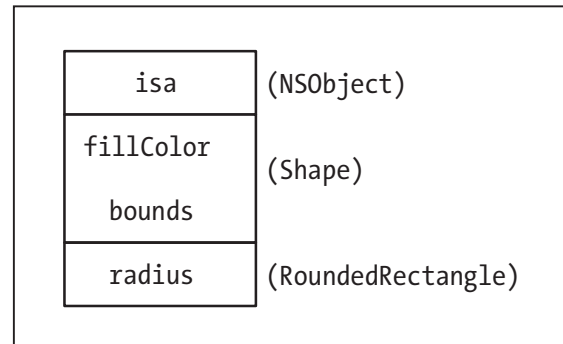 isa (NSObject)
fillColor
(Shape)
bounds
radius (RoundedRectangle)